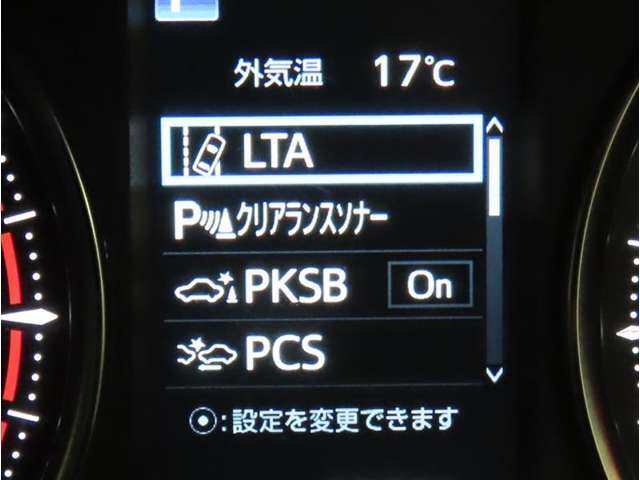 外気温 17℃
LTA
P クリアランスソナー
PKSB On
PCS
⦿:設定を変更できます